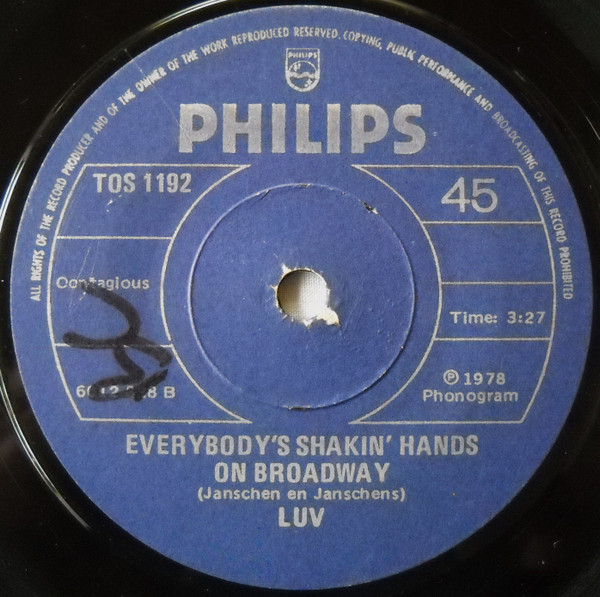 ALL RIGHTS OF THE RECORD PRODUCER AND OF THE OWNER OF THE WORK REPRODUCED RESERVED. COPYING, PUBLIC PERFORMANCE AND BROADCASTING OF THIS RECORD PROHIBITED
PHILIPS
PHILIPS
TOS 1192
45
Contagious
Time: 3:27
B
℗ 1978
Phonogram
EVERYBODY'S SHAKIN' HANDS
ON BROADWAY
(Janschen en Janschens)
LUV